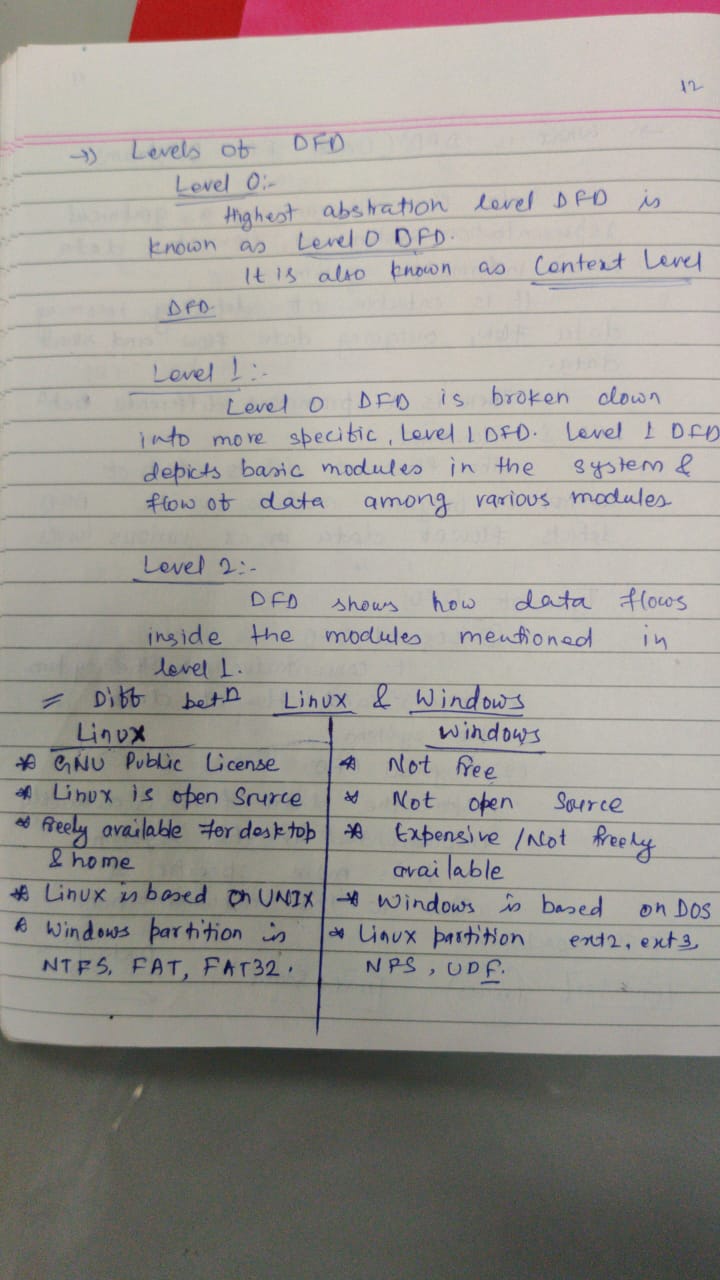 12
→) Levels of DFD
Level 0:-
Highest abstration level DFD is
known as Level 0 DFD.
It is also known as Context Level
DFD.
Level 1:-
Level 0 DFD is broken down
into more specific, Level 1 DFD. Level 1 DFD
depicts basic modules in the system &
flow of data among various modules
Level 2:-
DFD shows how data flows
inside the modules mentioned in
level 1.
= Diff betn Linux & Windows
Linux | Windows
* GNU Public License | * Not free
* Linux is open Srurce | * Not open Source
* freely available for desktop | * Expensive / Not freely
& home | available
* Linux is based on UNIX | * Windows is based on DOS
* Windows partition is | * Linux partition ext2, ext3,
NTFS, FAT, FAT32. | NFS, UDF.